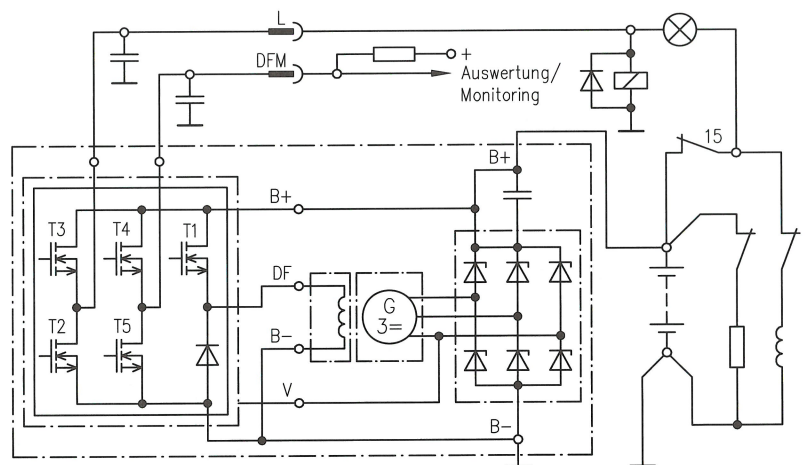 L
DFM
+
Auswertung/
Monitoring
15
B+
B+
T3
T4
T1
DF
G
3=
T2
T5
B-
V
B-